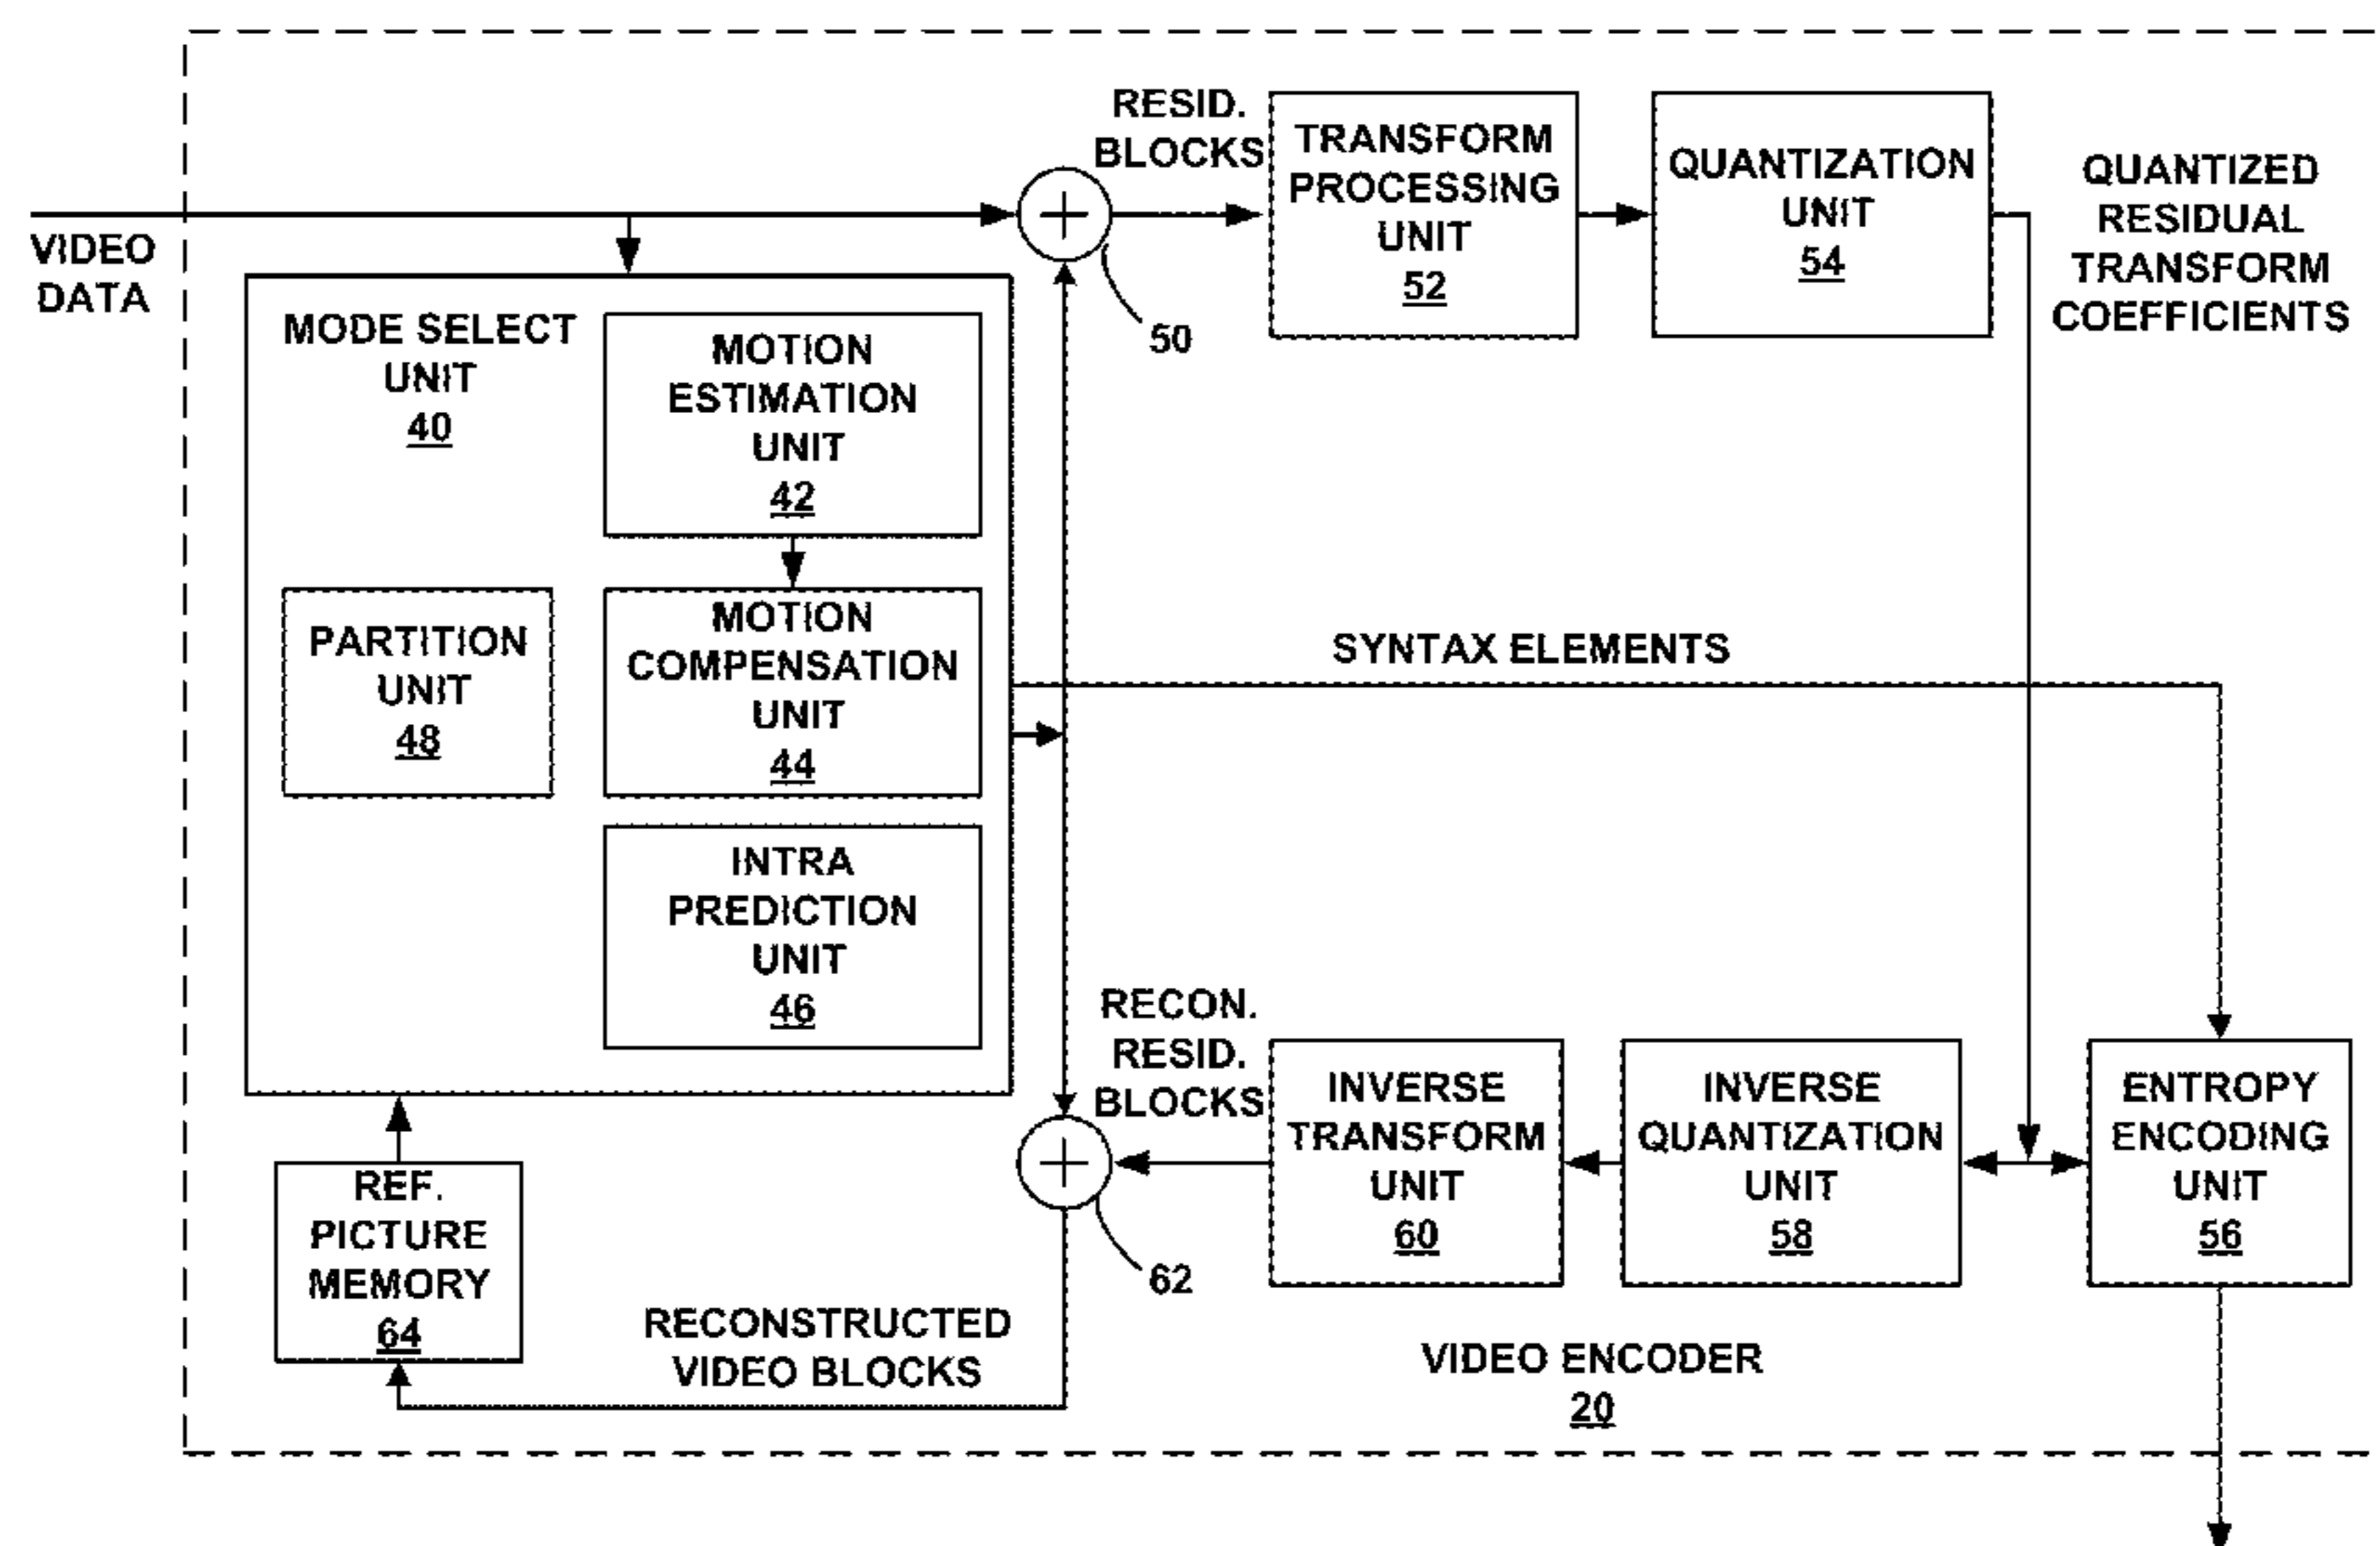 VIDEO
DATA
RESID.
BLOCKS
TRANSFORM
PROCESSING
UNIT
52
QUANTIZATION
UNIT
54
QUANTIZED
RESIDUAL
TRANSFORM
COEFFICIENTS
50
MODE SELECT
UNIT
40
MOTION
ESTIMATION
UNIT
42
PARTITION
UNIT
48
MOTION
COMPENSATION
UNIT
44
SYNTAX ELEMENTS
INTRA
PREDICTION
UNIT
46
RECON.
RESID.
BLOCKS
INVERSE
TRANSFORM
UNIT
60
INVERSE
QUANTIZATION
UNIT
58
ENTROPY
ENCODING
UNIT
56
REF.
PICTURE
MEMORY
64
62
RECONSTRUCTED
VIDEO BLOCKS
VIDEO ENCODER
20